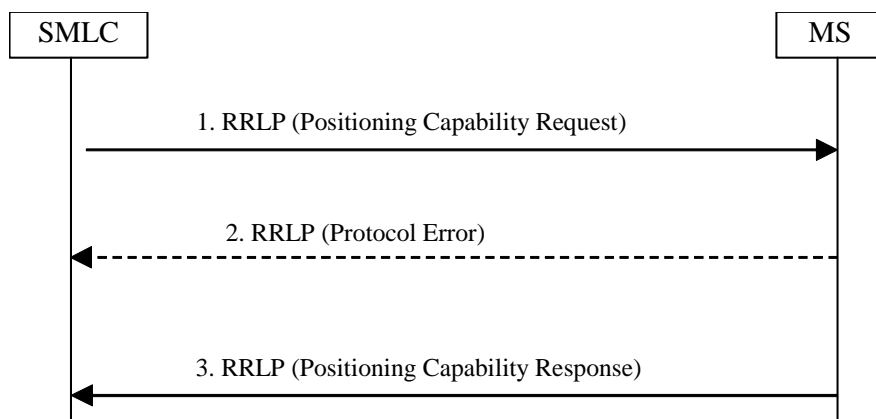 SMLC
MS
1. RRLP (Positioning Capability Request)
2. RRLP (Protocol Error)
3. RRLP (Positioning Capability Response)